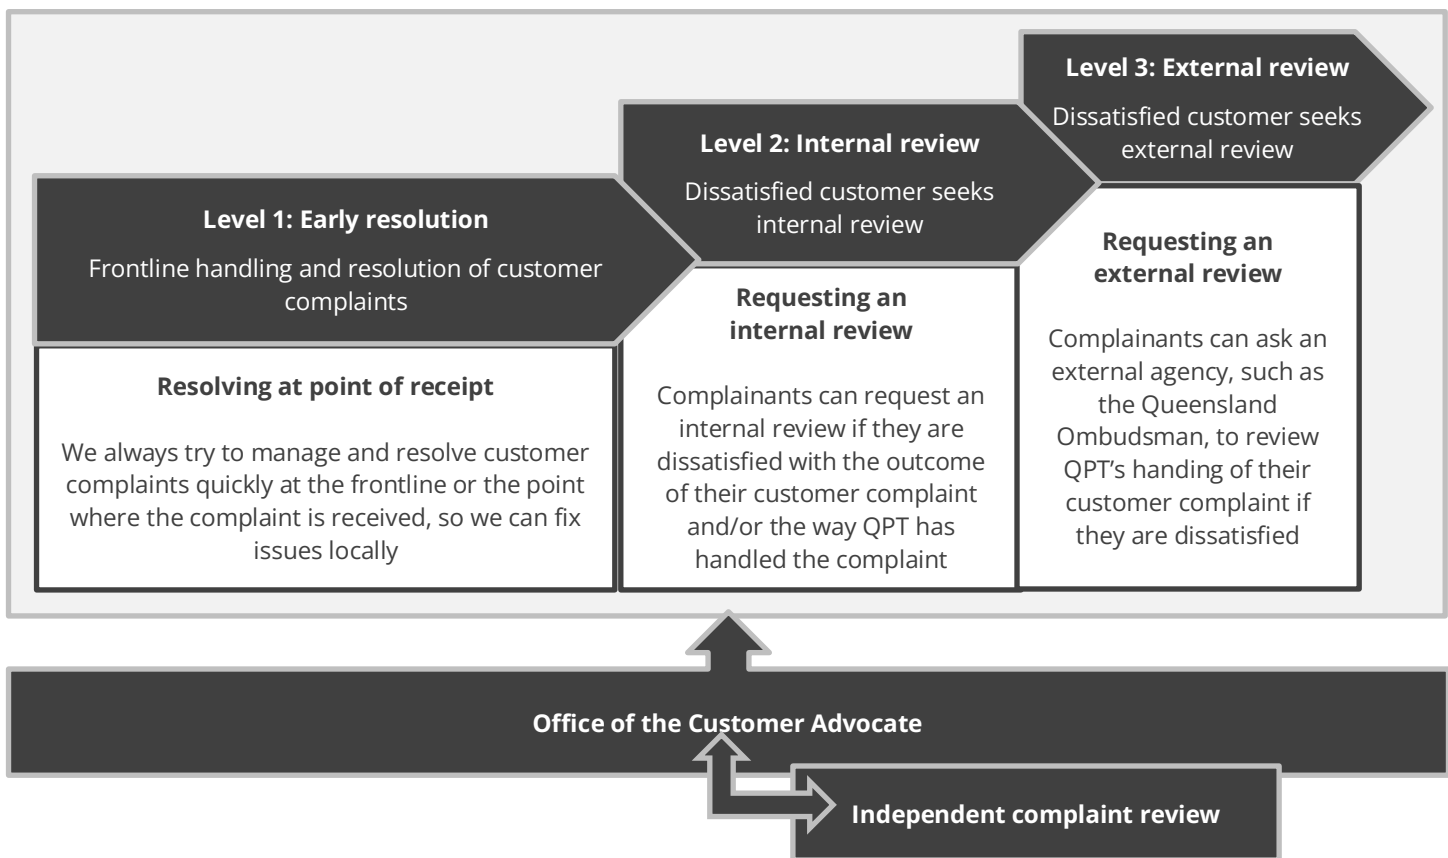 Level 1: Early resolution
Frontline handling and resolution of customer
complaints
Resolving at point of receipt
We always try to manage and resolve customer
complaints quickly at the frontline or the point
where the complaint is received, so we can fix
issues locally
Level 2: Internal review
Dissatisfied customer seeks
internal review
Requesting an
internal review
Complainants can request an
internal review if they are
dissatisfied with the outcome
of their customer complaint
and/or the way QPT has
handled the complaint
Level 3: External review
Dissatisfied customer seeks
external review
Requesting an
external review
Complainants can ask an
external agency, such as
the Queensland
Ombudsman, to review
QPT’s handing of their
customer complaint if
they are dissatisfied
Office of the Customer Advocate
Independent complaint review